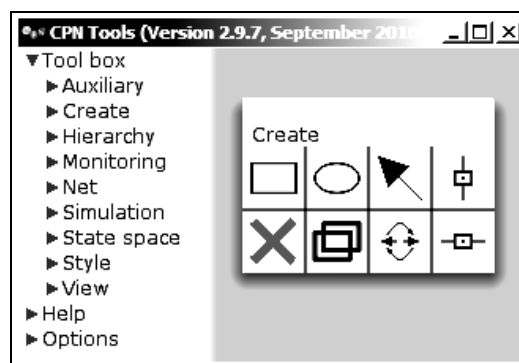 CPN Tools (Version 2.9.7, September 2010
Tool box
Auxiliary
Create
Hierarchy
Monitoring
Net
Simulation
State space
Style
View
Help
Options
Create